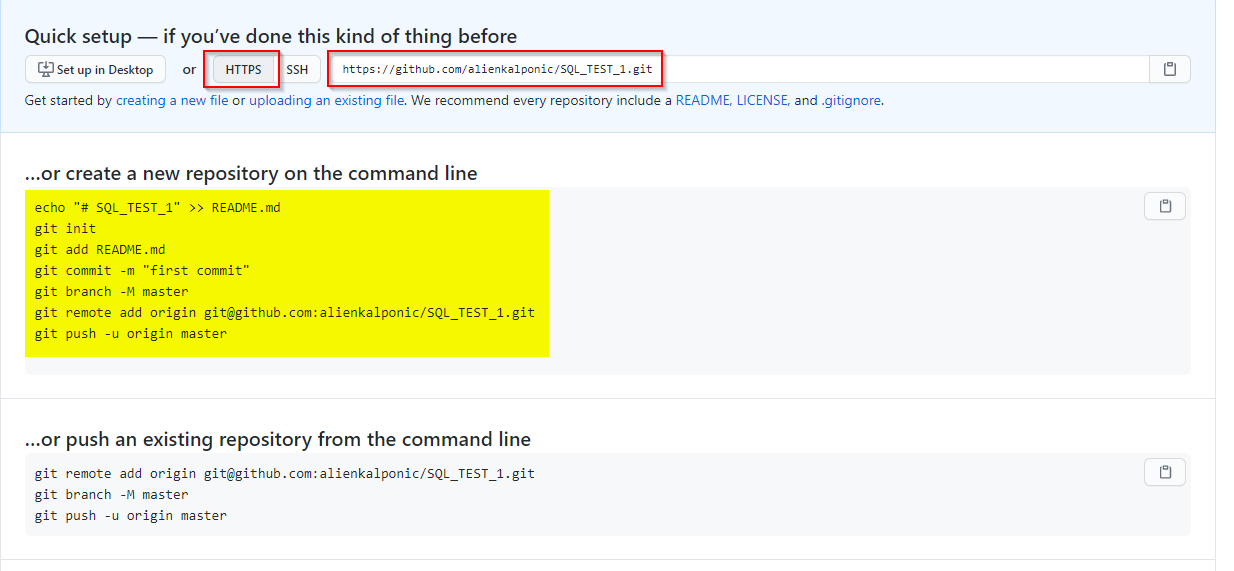 Quick setup — if you’ve done this kind of thing before
Set up in Desktop or HTTPS SSH https://github.com/alienkalponic/SQL_TEST_1.git
Get started by creating a new file or uploading an existing file. We recommend every repository include a README, LICENSE, and .gitignore.
…or create a new repository on the command line
echo "# SQL_TEST_1" >> README.md
git init
git add README.md
git commit -m "first commit"
git branch -M master
git remote add origin git@github.com:alienkalponic/SQL_TEST_1.git
git push -u origin master
…or push an existing repository from the command line
git remote add origin git@github.com:alienkalponic/SQL_TEST_1.git
git branch -M master
git push -u origin master